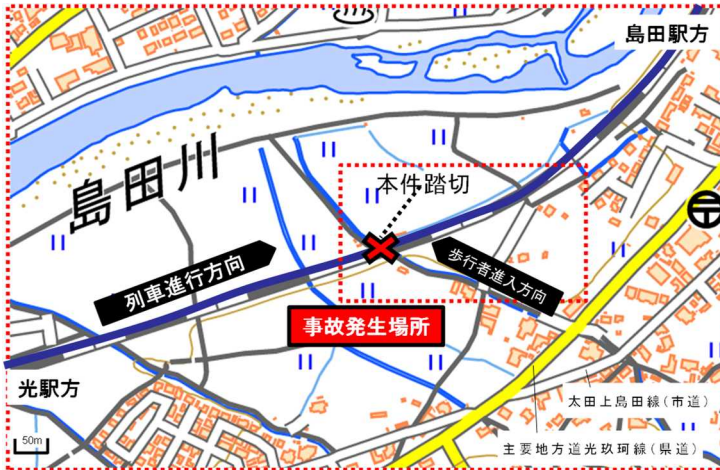 島田駅方
島田川
本件踏切
列車進行方向
歩行者進入方向
事故発生場所
光駅方
太田上島田線(市道)
主要地方道光玖珂線(県道)
50m